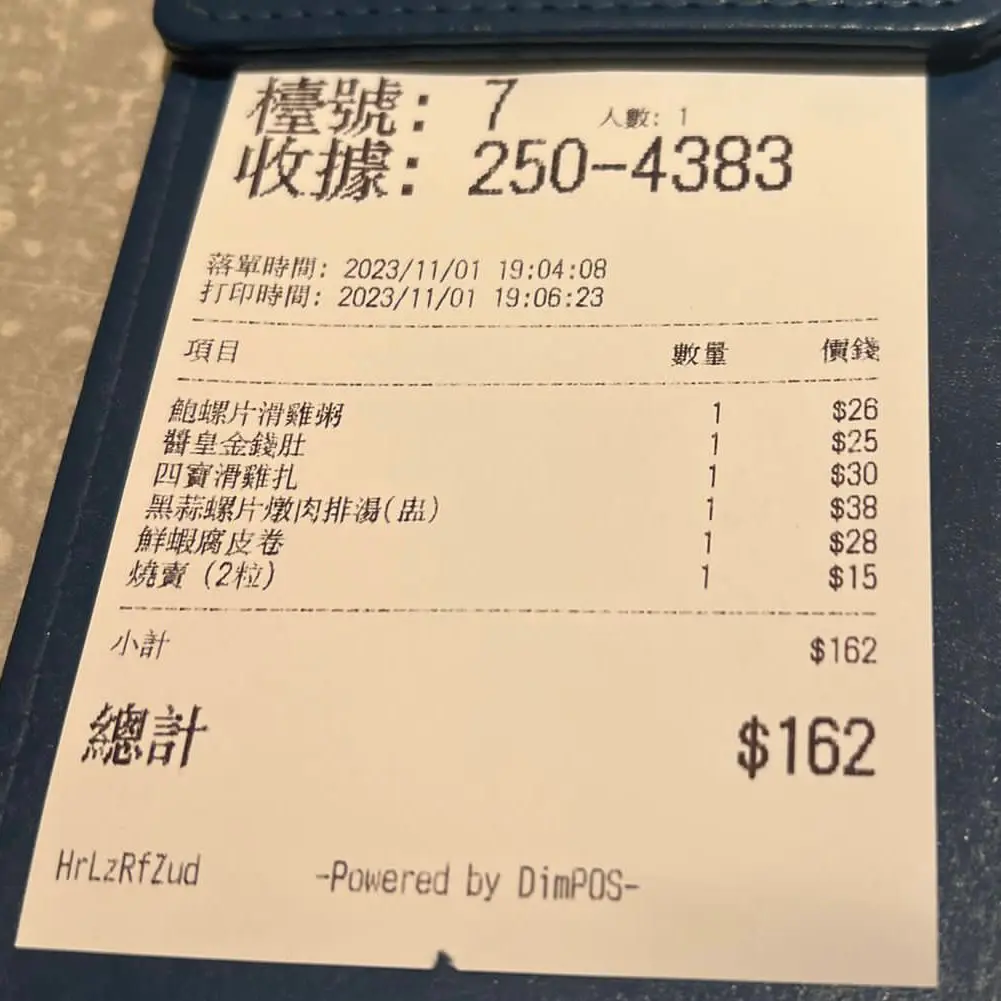 檯號: 7 人數: 1
收據: 250-4383
落單時間: 2023/11/01 19:04:08
打印時間: 2023/11/01 19:06:23
項目 數量 價錢
鮑螺片滑雞粥 1 $26
醬皇金錢肚 1 $25
四寶滑雞扎 1 $30
黑蒜螺片燉肉排湯(盅) 1 $38
鮮蝦腐皮卷 1 $28
燒賣 (2粒) 1 $15
小計 $162
總計 $162
HrLzRfZud -Powered by DimPOS-